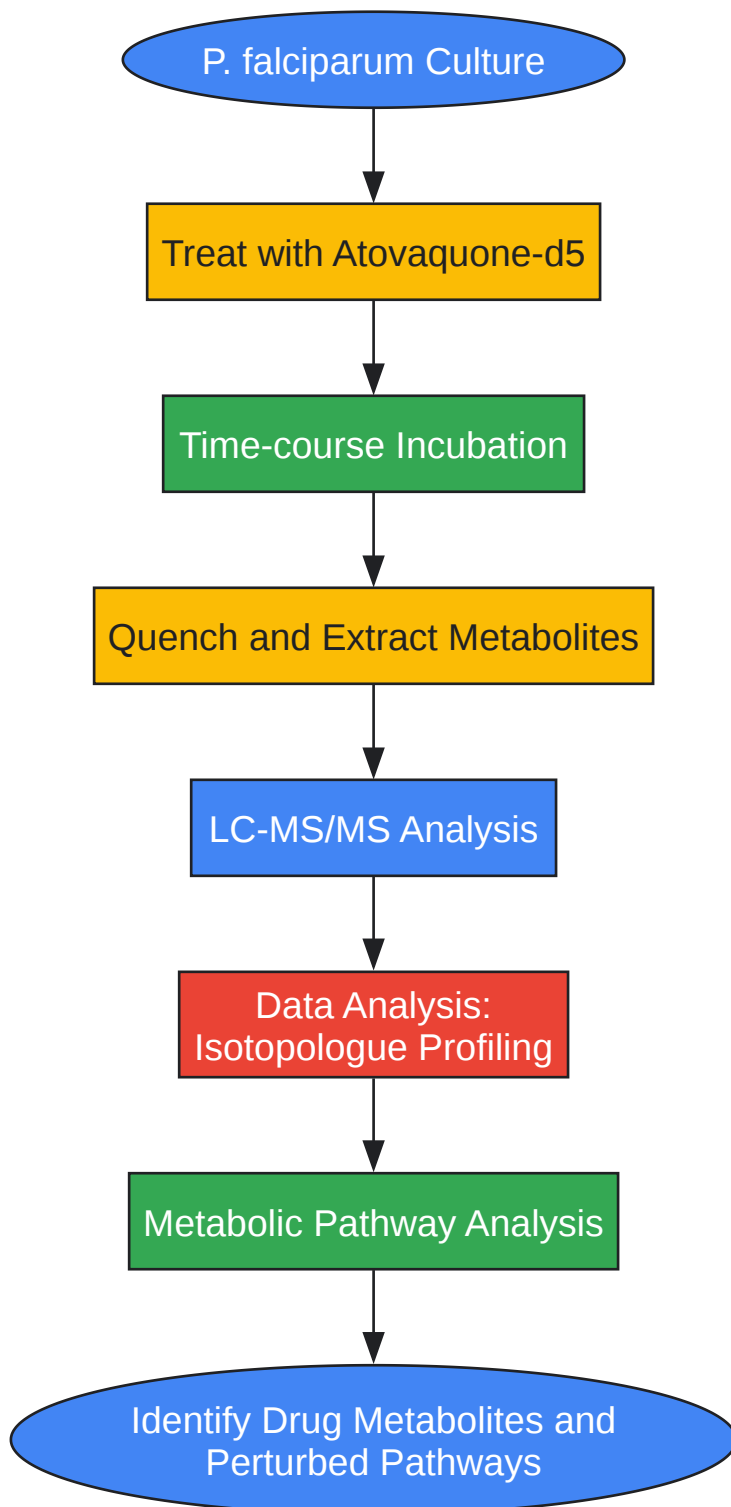 P. falciparum Culture
Treat with Atovaquone-d5
Time-course Incubation
Quench and Extract Metabolites
LC-MS/MS Analysis
Data Analysis:
Isotopologue Profiling
Metabolic Pathway Analysis
Identify Drug Metabolites and
Perturbed Pathways